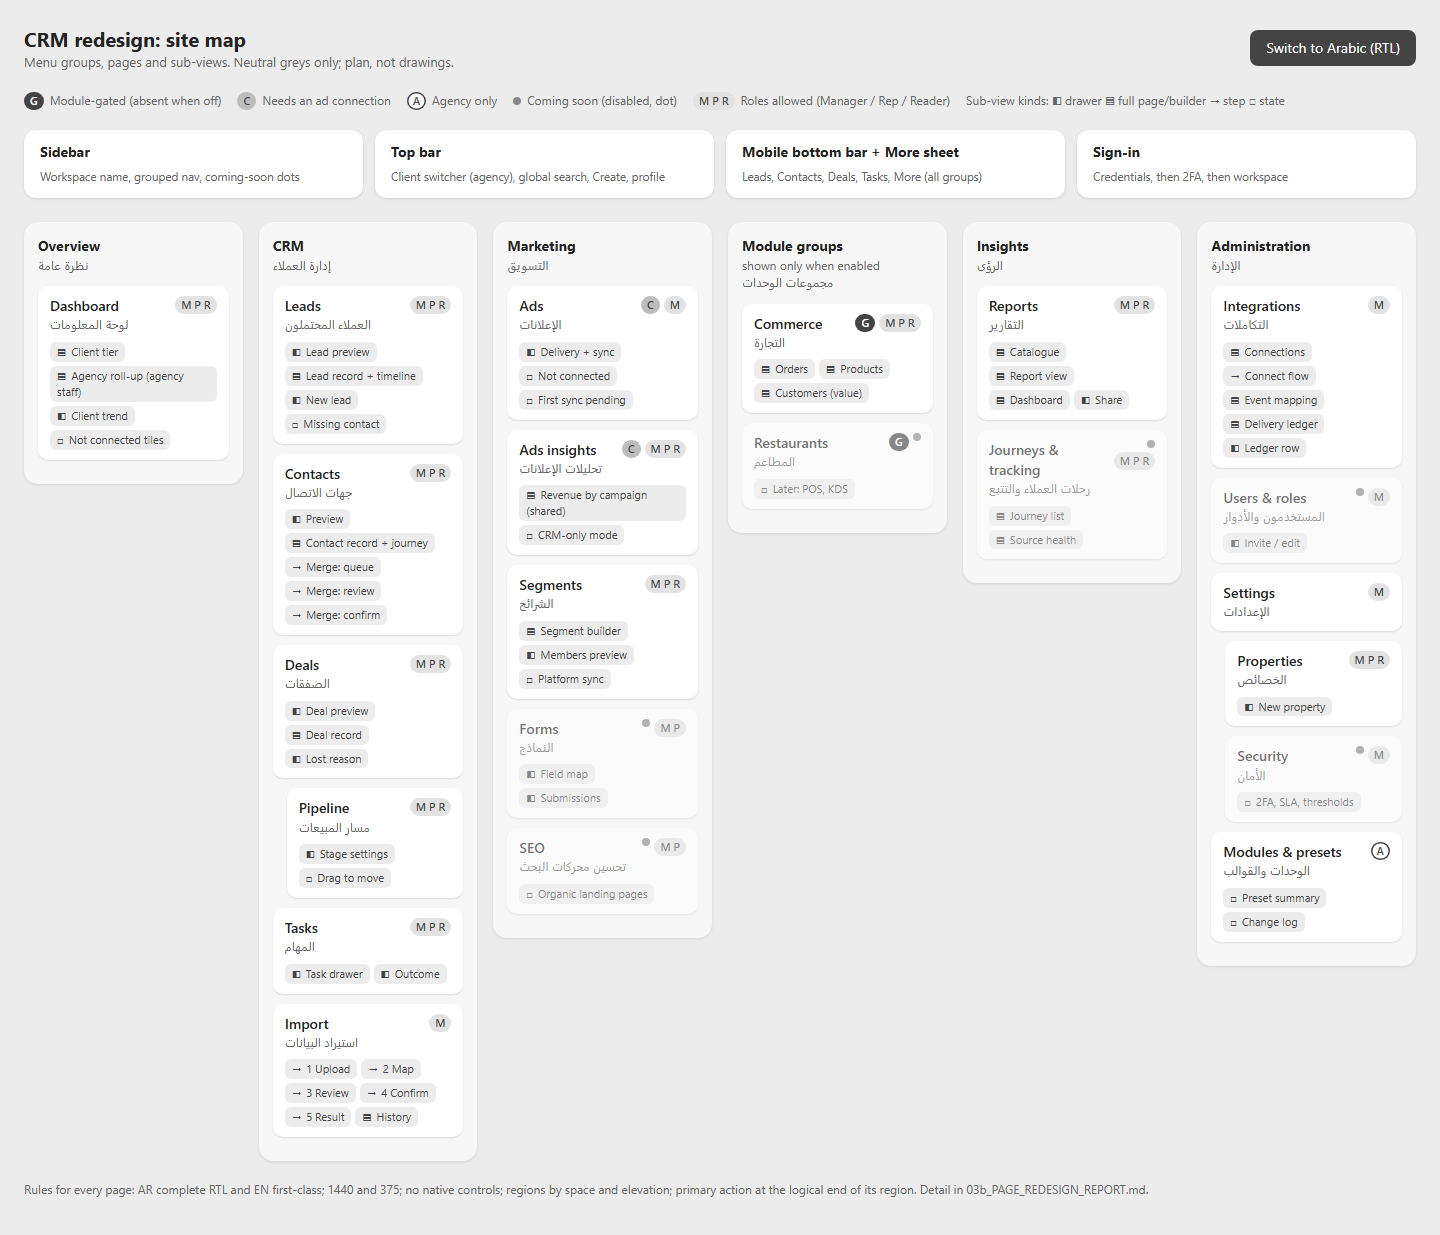 CRM redesign: site map
Menu groups, pages and sub-views. Neutral greys only; plan, not drawings.
Switch to Arabic (RTL)
G Module-gated (absent when off) C Needs an ad connection A Agency only Coming soon (disabled, dot) M P R Roles allowed (Manager / Rep / Reader) Sub-view kinds: ◧ drawer ▤ full page/builder → step □ state
Sidebar
Workspace name, grouped nav, coming-soon dots
Top bar
Client switcher (agency), global search, Create, profile
Mobile bottom bar + More sheet
Leads, Contacts, Deals, Tasks, More (all groups)
Sign-in
Credentials, then 2FA, then workspace
Overview
نظرة عامة
Dashboard M P R
لوحة المعلومات
▤ Client tier
▤ Agency roll-up (agency
staff)
◧ Client trend
□ Not connected tiles
CRM
إدارة العملاء
Leads M P R
العملاء المحتملون
◧ Lead preview
▤ Lead record + timeline
◧ New lead
□ Missing contact
Contacts M P R
جهات الاتصال
◧ Preview
▤ Contact record + journey
→ Merge: queue
→ Merge: review
→ Merge: confirm
Deals M P R
الصفقات
◧ Deal preview
▤ Deal record
◧ Lost reason
Pipeline M P R
مسار المبيعات
◧ Stage settings
□ Drag to move
Tasks M P R
المهام
◧ Task drawer ◧ Outcome
Import M
استيراد البيانات
→ 1 Upload → 2 Map
→ 3 Review → 4 Confirm
→ 5 Result ▤ History
Marketing
التسويق
Ads C M
الإعلانات
◧ Delivery + sync
□ Not connected
□ First sync pending
Ads insights C M P R
تحليلات الإعلانات
▤ Revenue by campaign
(shared)
□ CRM-only mode
Segments M P R
الشرائح
▤ Segment builder
◧ Members preview
□ Platform sync
Forms M P
النماذج
◧ Field map
◧ Submissions
SEO M P
تحسين محركات البحث
□ Organic landing pages
Module groups
shown only when enabled
مجموعات الوحدات
Commerce G M P R
التجارة
▤ Orders ▤ Products
▤ Customers (value)
Restaurants G
المطاعم
□ Later: POS, KDS
Insights
الرؤى
Reports M P R
التقارير
▤ Catalogue
▤ Report view
▤ Dashboard ◧ Share
Journeys &
tracking M P R
رحلات العملاء والتتبع
▤ Journey list
▤ Source health
Administration
الإدارة
Integrations M
التكاملات
▤ Connections
→ Connect flow
▤ Event mapping
▤ Delivery ledger
◧ Ledger row
Users & roles M
المستخدمون والأدوار
◧ Invite / edit
Settings M
الإعدادات
Properties M P R
الخصائص
◧ New property
Security M
الأمان
□ 2FA, SLA, thresholds
Modules & presets A
الوحدات والقوالب
□ Preset summary
□ Change log
Rules for every page: AR complete RTL and EN first-class; 1440 and 375; no native controls; regions by space and elevation; primary action at the logical end of its region. Detail in 03b_PAGE_REDESIGN_REPORT.md.